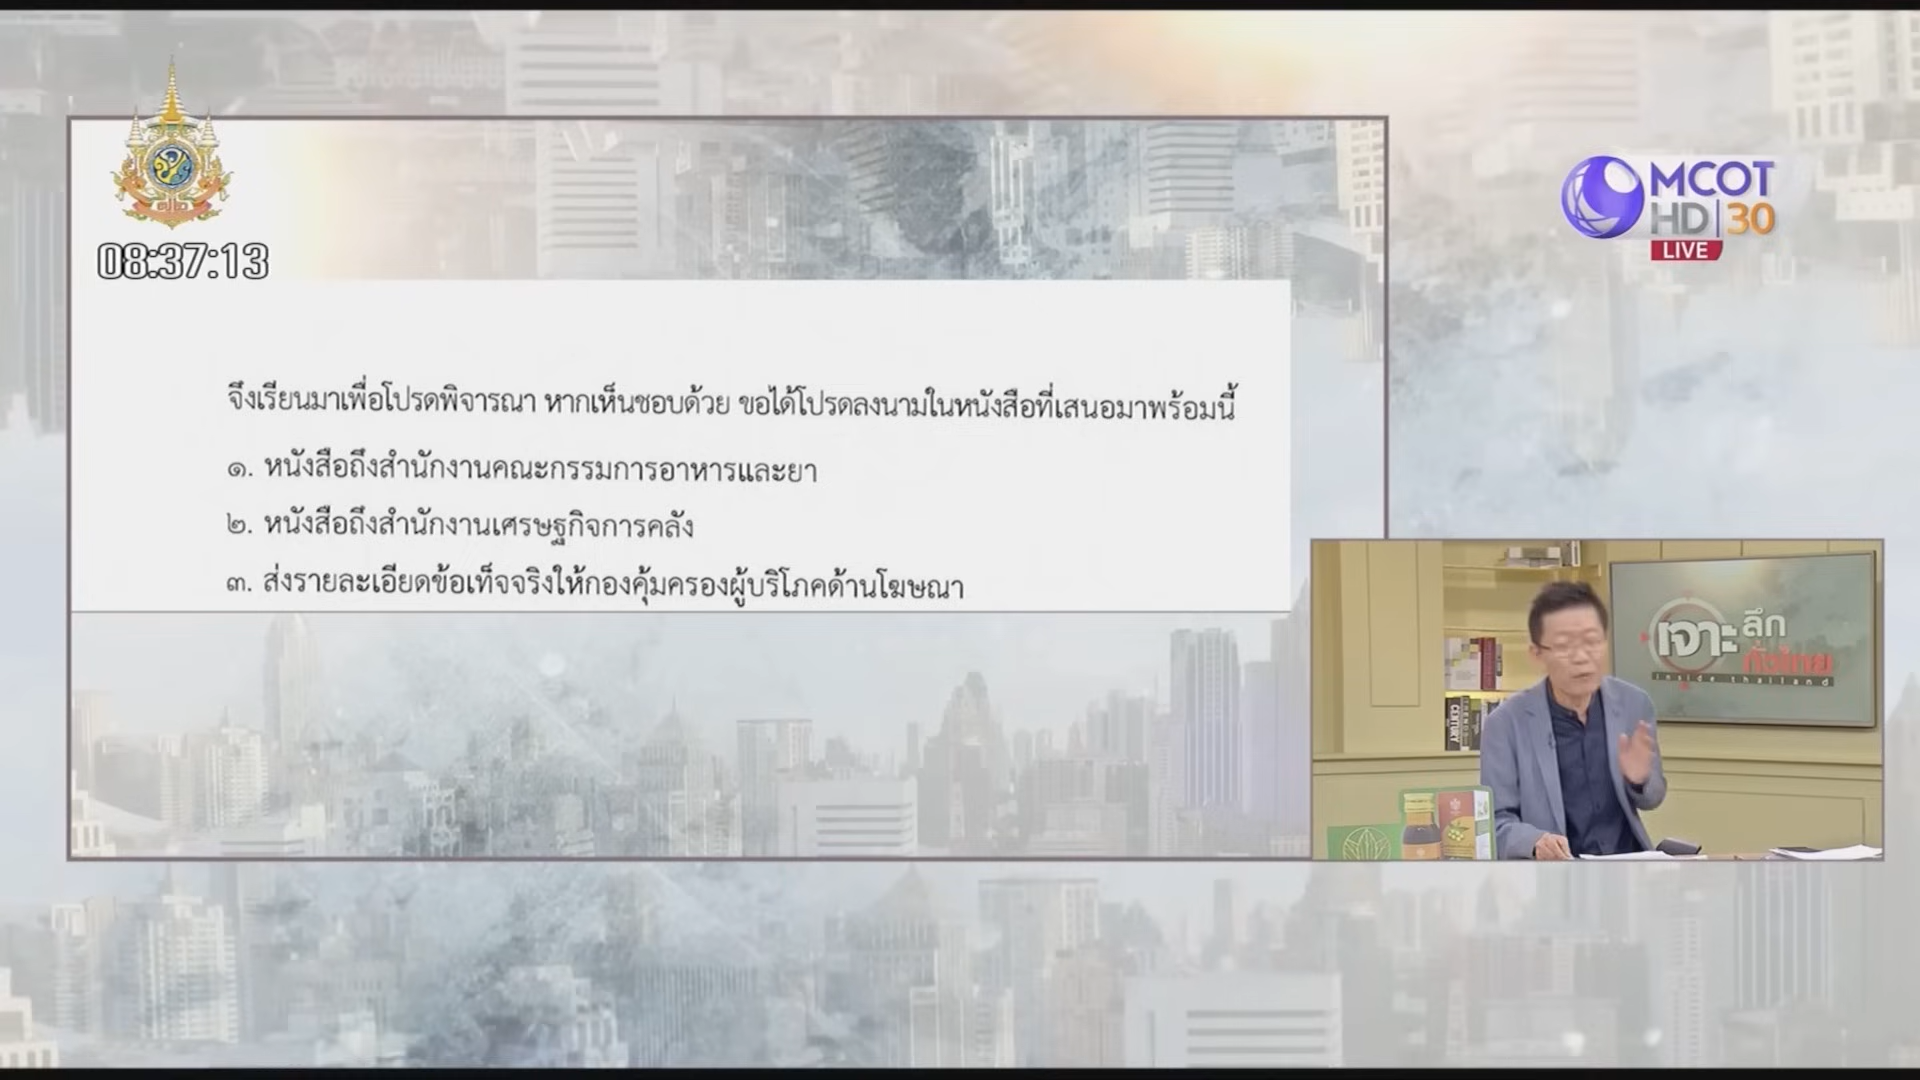 ๗๒
08:37:13
MCOT
HD 30
LIVE
จึงเรียนมาเพื่อโปรดพิจารณา หากเห็นชอบด้วย ขอได้โปรดลงนามในหนังสือที่เสนอมาพร้อมนี้
๑. หนังสือถึงสำนักงานคณะกรรมการอาหารและยา
๒. หนังสือถึงสำนักงานเศรษฐกิจการคลัง
๓. ส่งรายละเอียดข้อเท็จจริงให้กองคุ้มครองผู้บริโภคด้านโฆษณา
เจาะลึก
ทั่วไทย
inside thailand
CENTURY